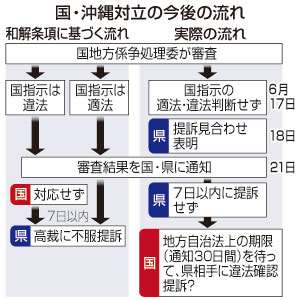 国・沖縄対立の今後の流れ
和解条項に基づく流れ
実際の流れ
国地方係争処理委が審査
国指示は
違法
国指示は
適法
国指示の
適法・違法判断せず
6月
17日
県
提訴見合わせ
表明
18日
審査結果を国・県に通知
21日
国
対応せず
7日以内
県
高裁に不服提訴
県
7日以内に提訴
せず
国
地方自治法上の期限
(通知30日間)を待っ
て、県相手に違法確認
提訴?